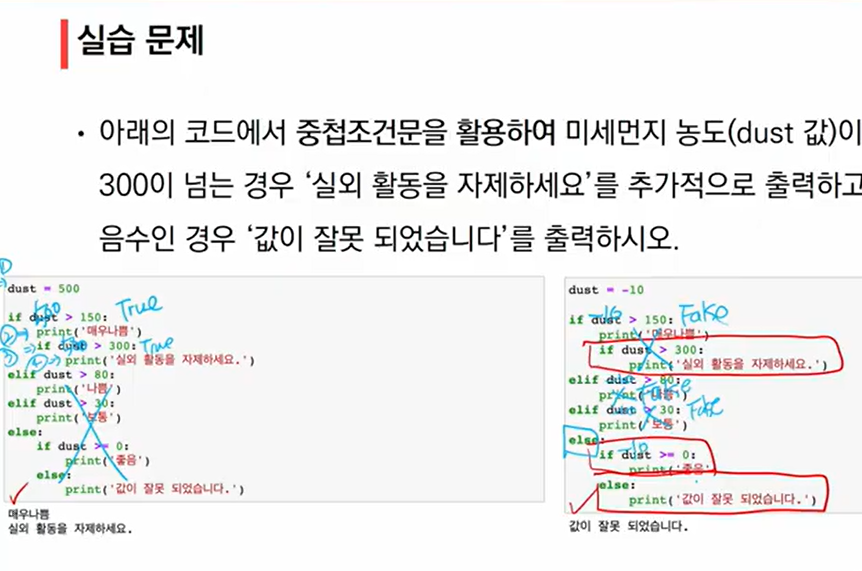 실습 문제
• 아래의 코드에서 중첩조건문을 활용하여 미세먼지 농도(dust 값)이
300이 넘는 경우 ‘실외 활동을 자제하세요’를 추가적으로 출력하고
음수인 경우 ‘값이 잘못 되었습니다’를 출력하시오.
①
dust = 500
500 True
if dust > 150:
② print('매우나쁨')
③ ④ 500 True
if dust > 300:
print('실외 활동을 자제하세요.')
elif dust > 80:
print('나쁨')
elif dust > 30:
print('보통')
else:
if dust >= 0:
print('좋음')
else:
print('값이 잘못 되었습니다.')
매우나쁨
실외 활동을 자제하세요.
dust = -10
-10 False
if dust > 150:
print('매우나쁨')
if dust > 300:
print('실외 활동을 자제하세요.')
elif dust > 80:
False
print('나쁨')
elif dust > 30: False
print('보통')
else:
-10
if dust >= 0:
print('좋음')
else:
print('값이 잘못 되었습니다.')
값이 잘못 되었습니다.